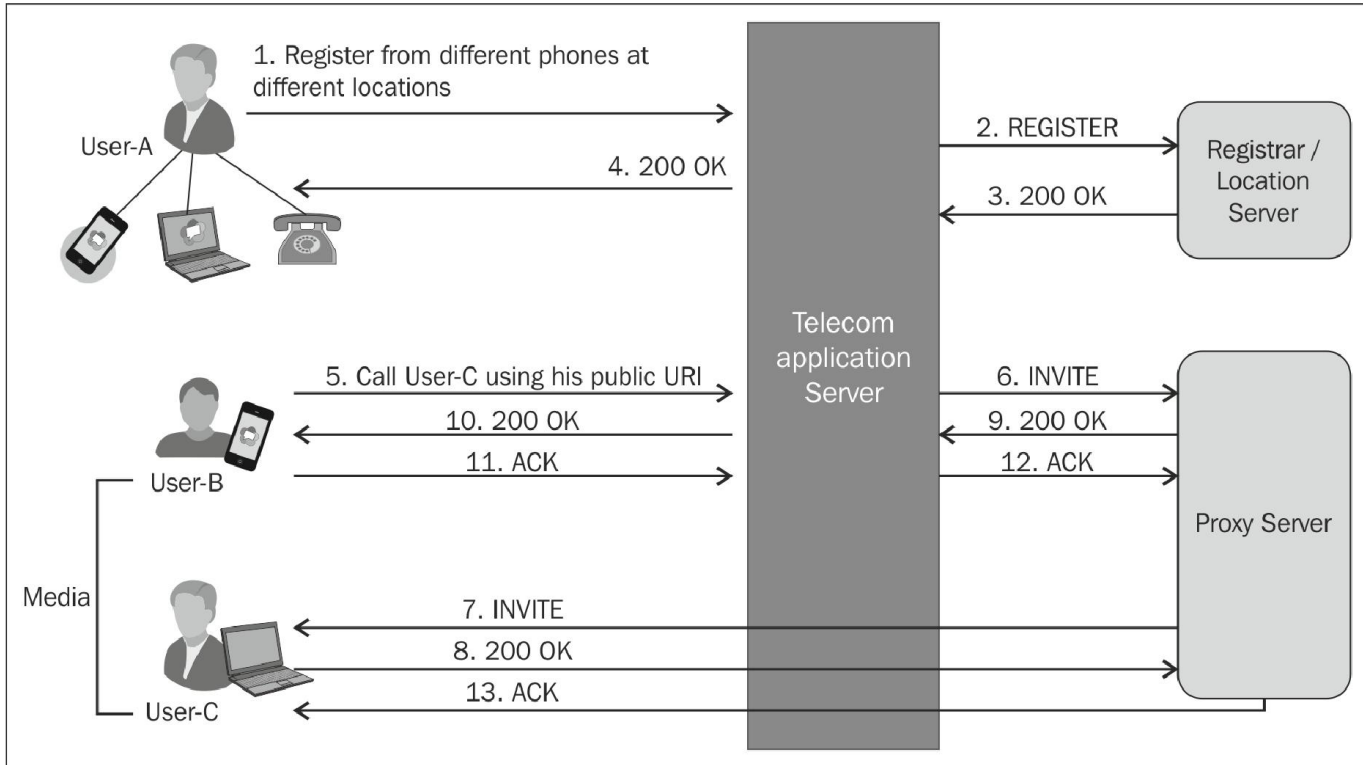 1. Register from different phones at
different locations
User-A
2. REGISTER
4. 200 OK
3. 200 OK
Registrar /
Location
Server
Telecom
application
Server
5. Call User-C using his public URI
6. INVITE
10. 200 OK
9. 200 OK
11. ACK
12. ACK
User-B
Proxy Server
Media
7. INVITE
8. 200 OK
13. ACK
User-C